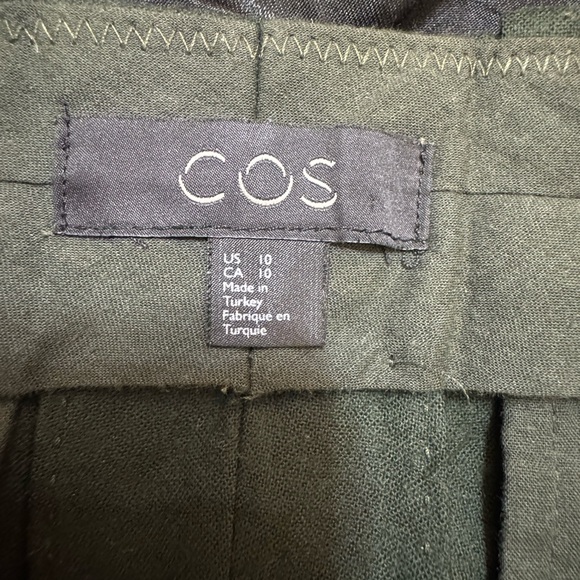 COS
US 10
CA 10
Made in
Turkey
Fabriqué en
Turquie